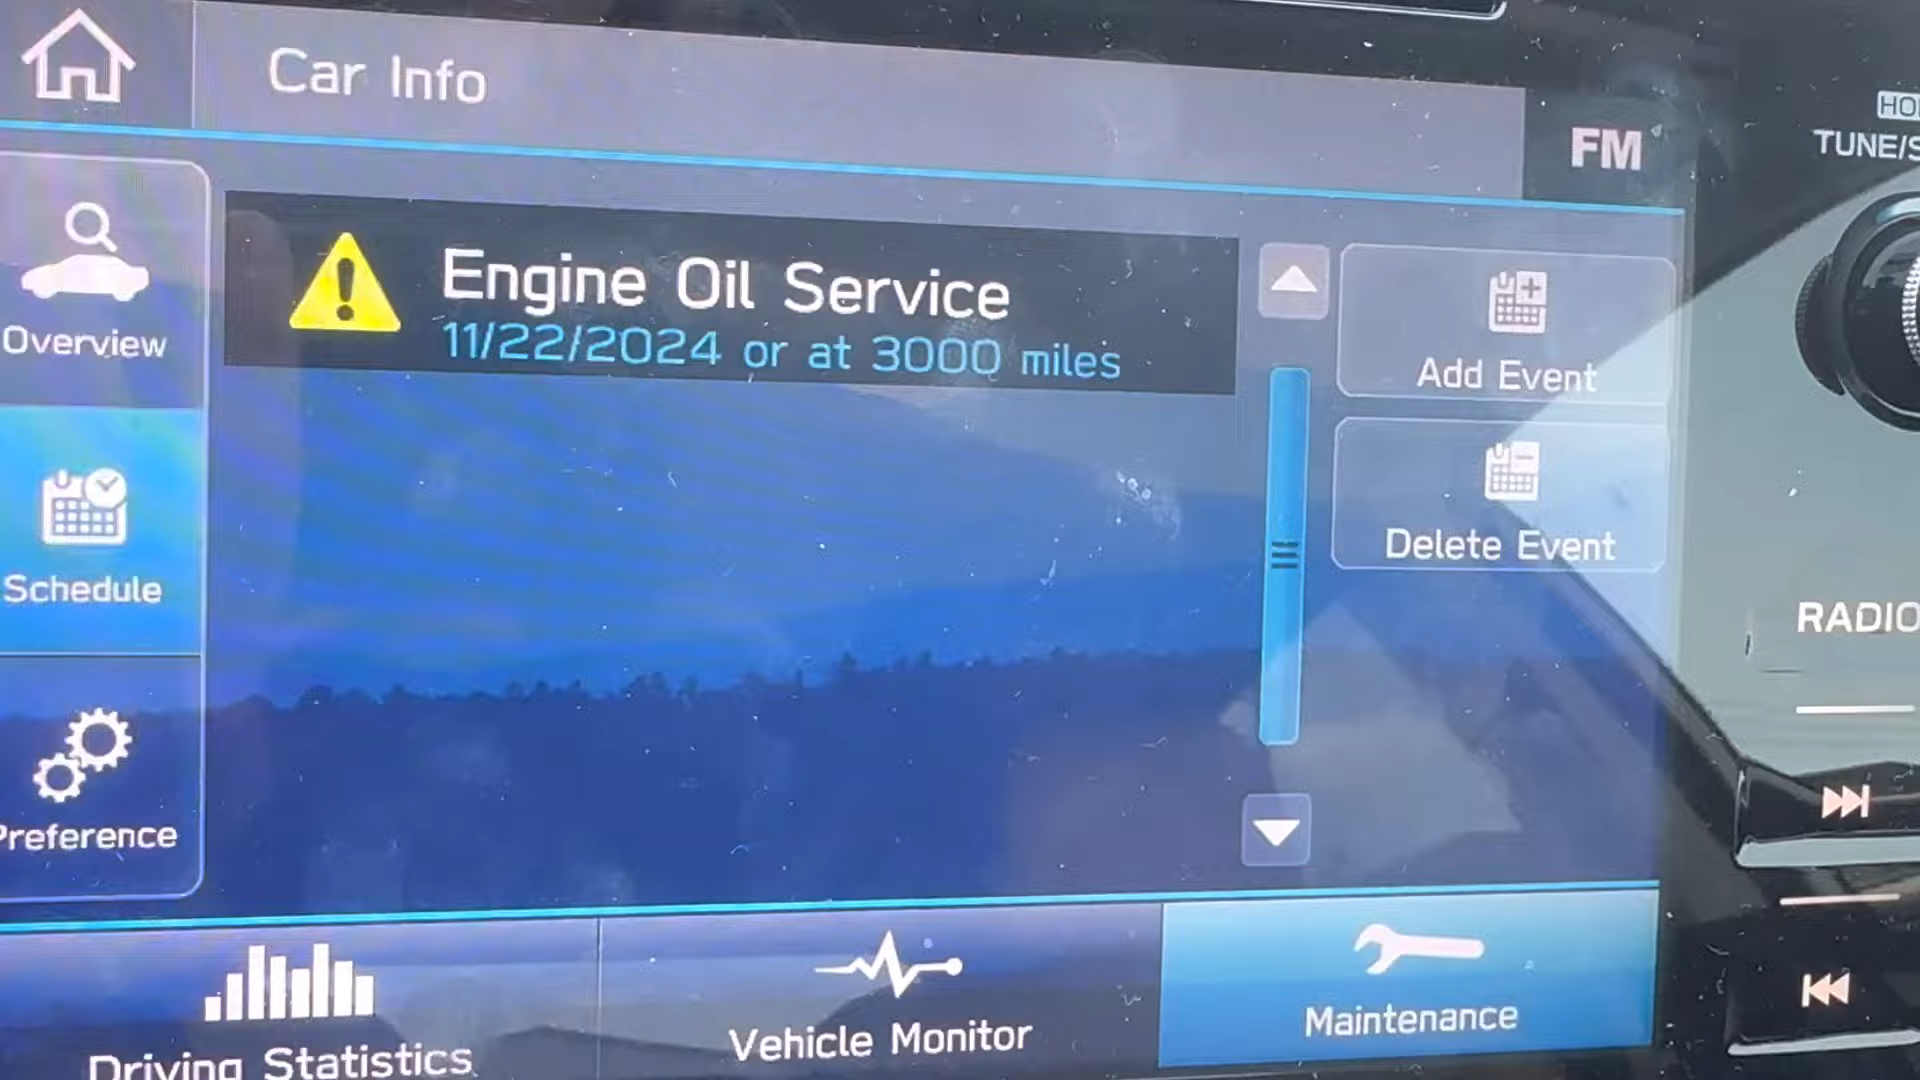 Car Info
FM
TUNE/
Engine Oil Service
11/22/2024 or at 3000 miles
Overview
Add Event
Delete Event
Schedule
RADIO
Preference
Maintenance
Vehicle Monitor
Driving Statistics